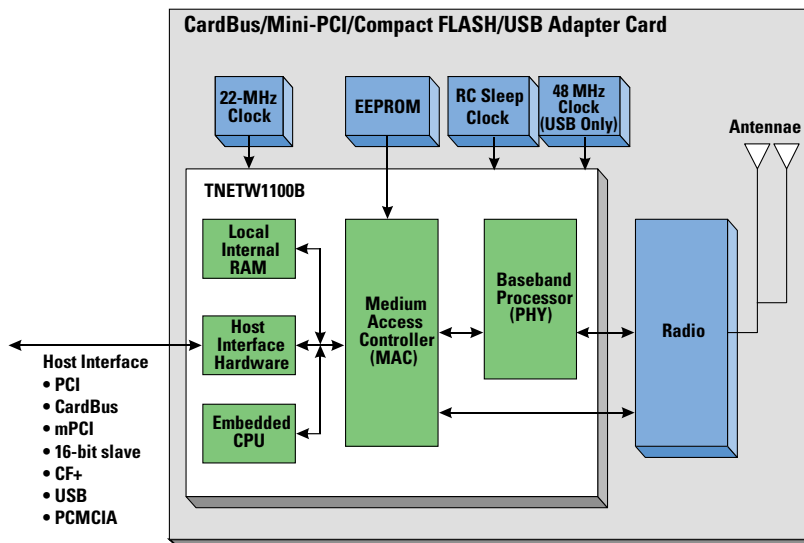 CardBus/Mini-PCI/Compact FLASH/USB Adapter Card
22-MHz
Clock
EEPROM
RC Sleep
Clock
48 MHz
Clock
(USB Only)
Antennae
TNETW1100B
Local
Internal
RAM
Host
Interface
Hardware
Embedded
CPU
Medium
Access
Controller
(MAC)
Baseband
Processor
(PHY)
Radio
Host Interface
• PCI
• CardBus
• mPCI
• 16-bit slave
• CF+
• USB
• PCMCIA